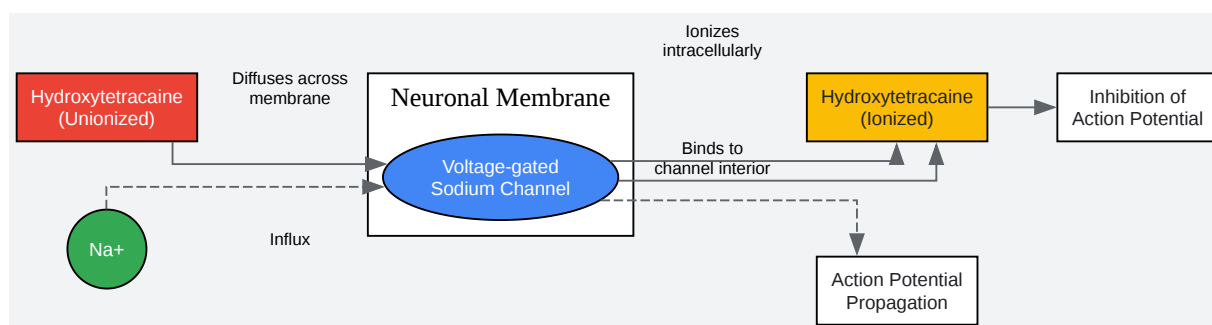 Ionizes
intracellularly
Hydroxytetracaine
(Unionized)
Diffuses across
membrane
Neuronal Membrane
Hydroxytetracaine
(Ionized)
Inhibition of
Action Potential
Voltage-gated
Sodium Channel
Binds to
channel interior
Na+
Influx
Action Potential
Propagation